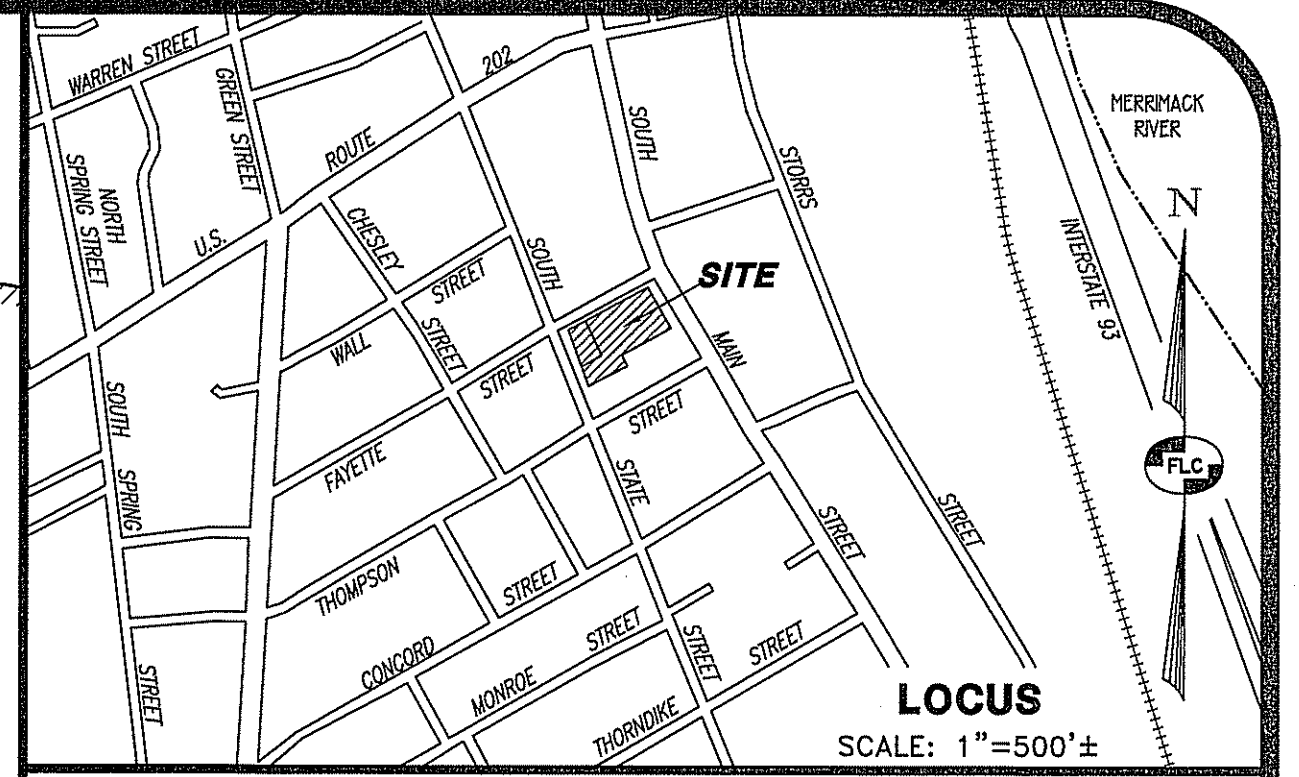 WARREN STREET
GREEN STREET
202
ROUTE
U.S.
NORTH
SPRING STREET
CHESLEY
STREET
SOUTH
STORRS
MERRIMACK
RIVER
N
INTERSTATE 93
SOUTH
STREET
WALL
SITE
MAIN
STREET
FAYETTE
STREET
SOUTH
SPRING
STREET
STATE
STREET
FLC
STREET
STREET
THOMPSON
STREET
CONCORD
STREET
MONROE
STREET
STREET
THORNDIKE
LOCUS
SCALE: 1"=500'±